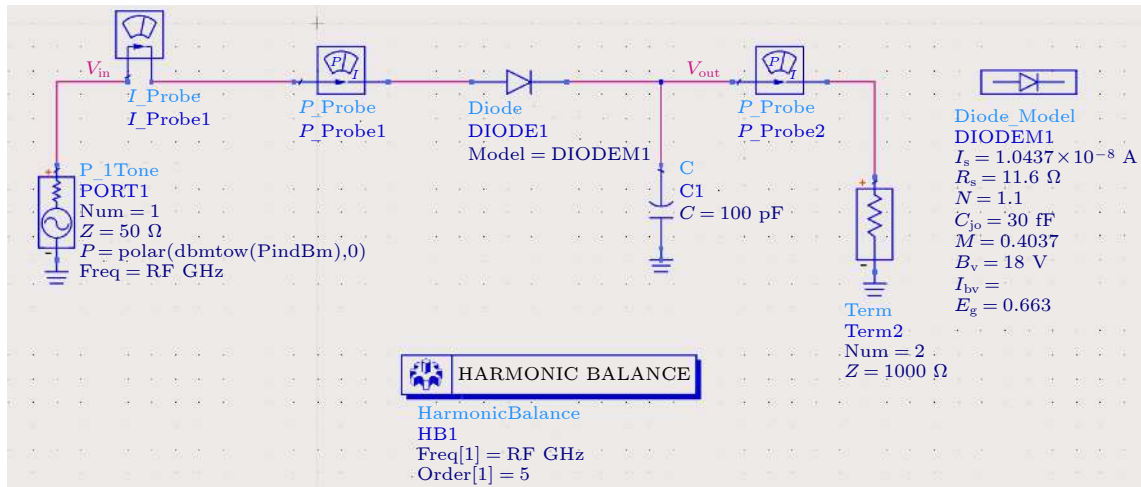 V_in
I_Probe
I_Probe1
P_1Tone
PORT1
Num = 1
Z = 50 Ω
P = polar(dbmtow(PindBm),0)
Freq = RF GHz
P I
P_Probe
P_Probe1
Diode
DIODE1
Model = DIODEM1
C
C1
C = 100 pF
V_out
P I
P_Probe
P_Probe2
Term
Term2
Num = 2
Z = 1000 Ω
Diode_Model
DIODEM1
I_s = 1.0437×10⁻⁸ A
R_s = 11.6 Ω
N = 1.1
C_jo = 30 fF
M = 0.4037
B_v = 18 V
I_bv =
E_g = 0.663
HARMONIC BALANCE
HarmonicBalance
HB1
Freq[1] = RF GHz
Order[1] = 5